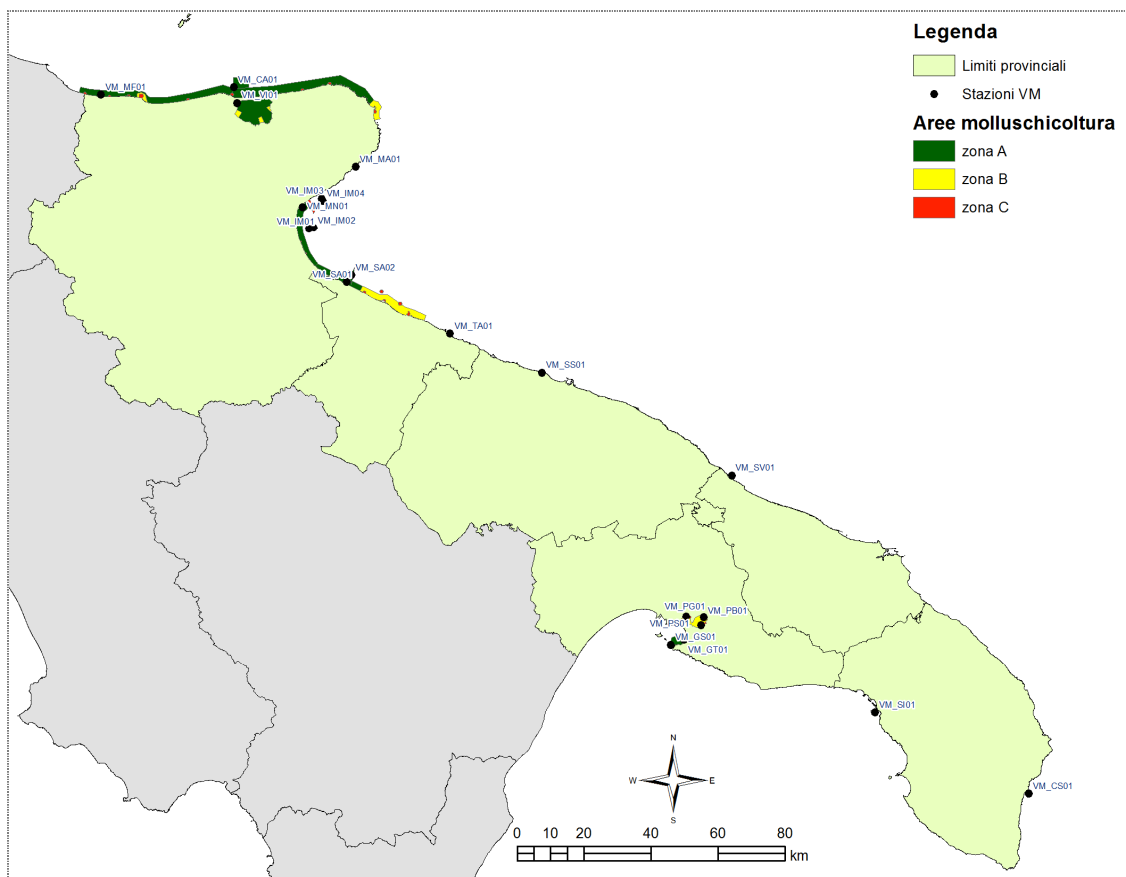 Legenda
Limiti provinciali
Stazioni VM
Aree molluschicoltura
zona A
zona B
zona C
VM_CA01
VM_MF01
VM_VI01
VM_MA01
VM_IM03
VM_IM04
VM_MN01
VM_IM01
VM_IM02
VM_SA02
VM_SA01
VM_TA01
VM_SS01
VM_SV01
VM_PG01
VM_PB01
VM_PS01
VM_GS01
VM_GT01
VM_SI01
VM_CS01
N
W
E
S
0 10 20 40 60 80
km